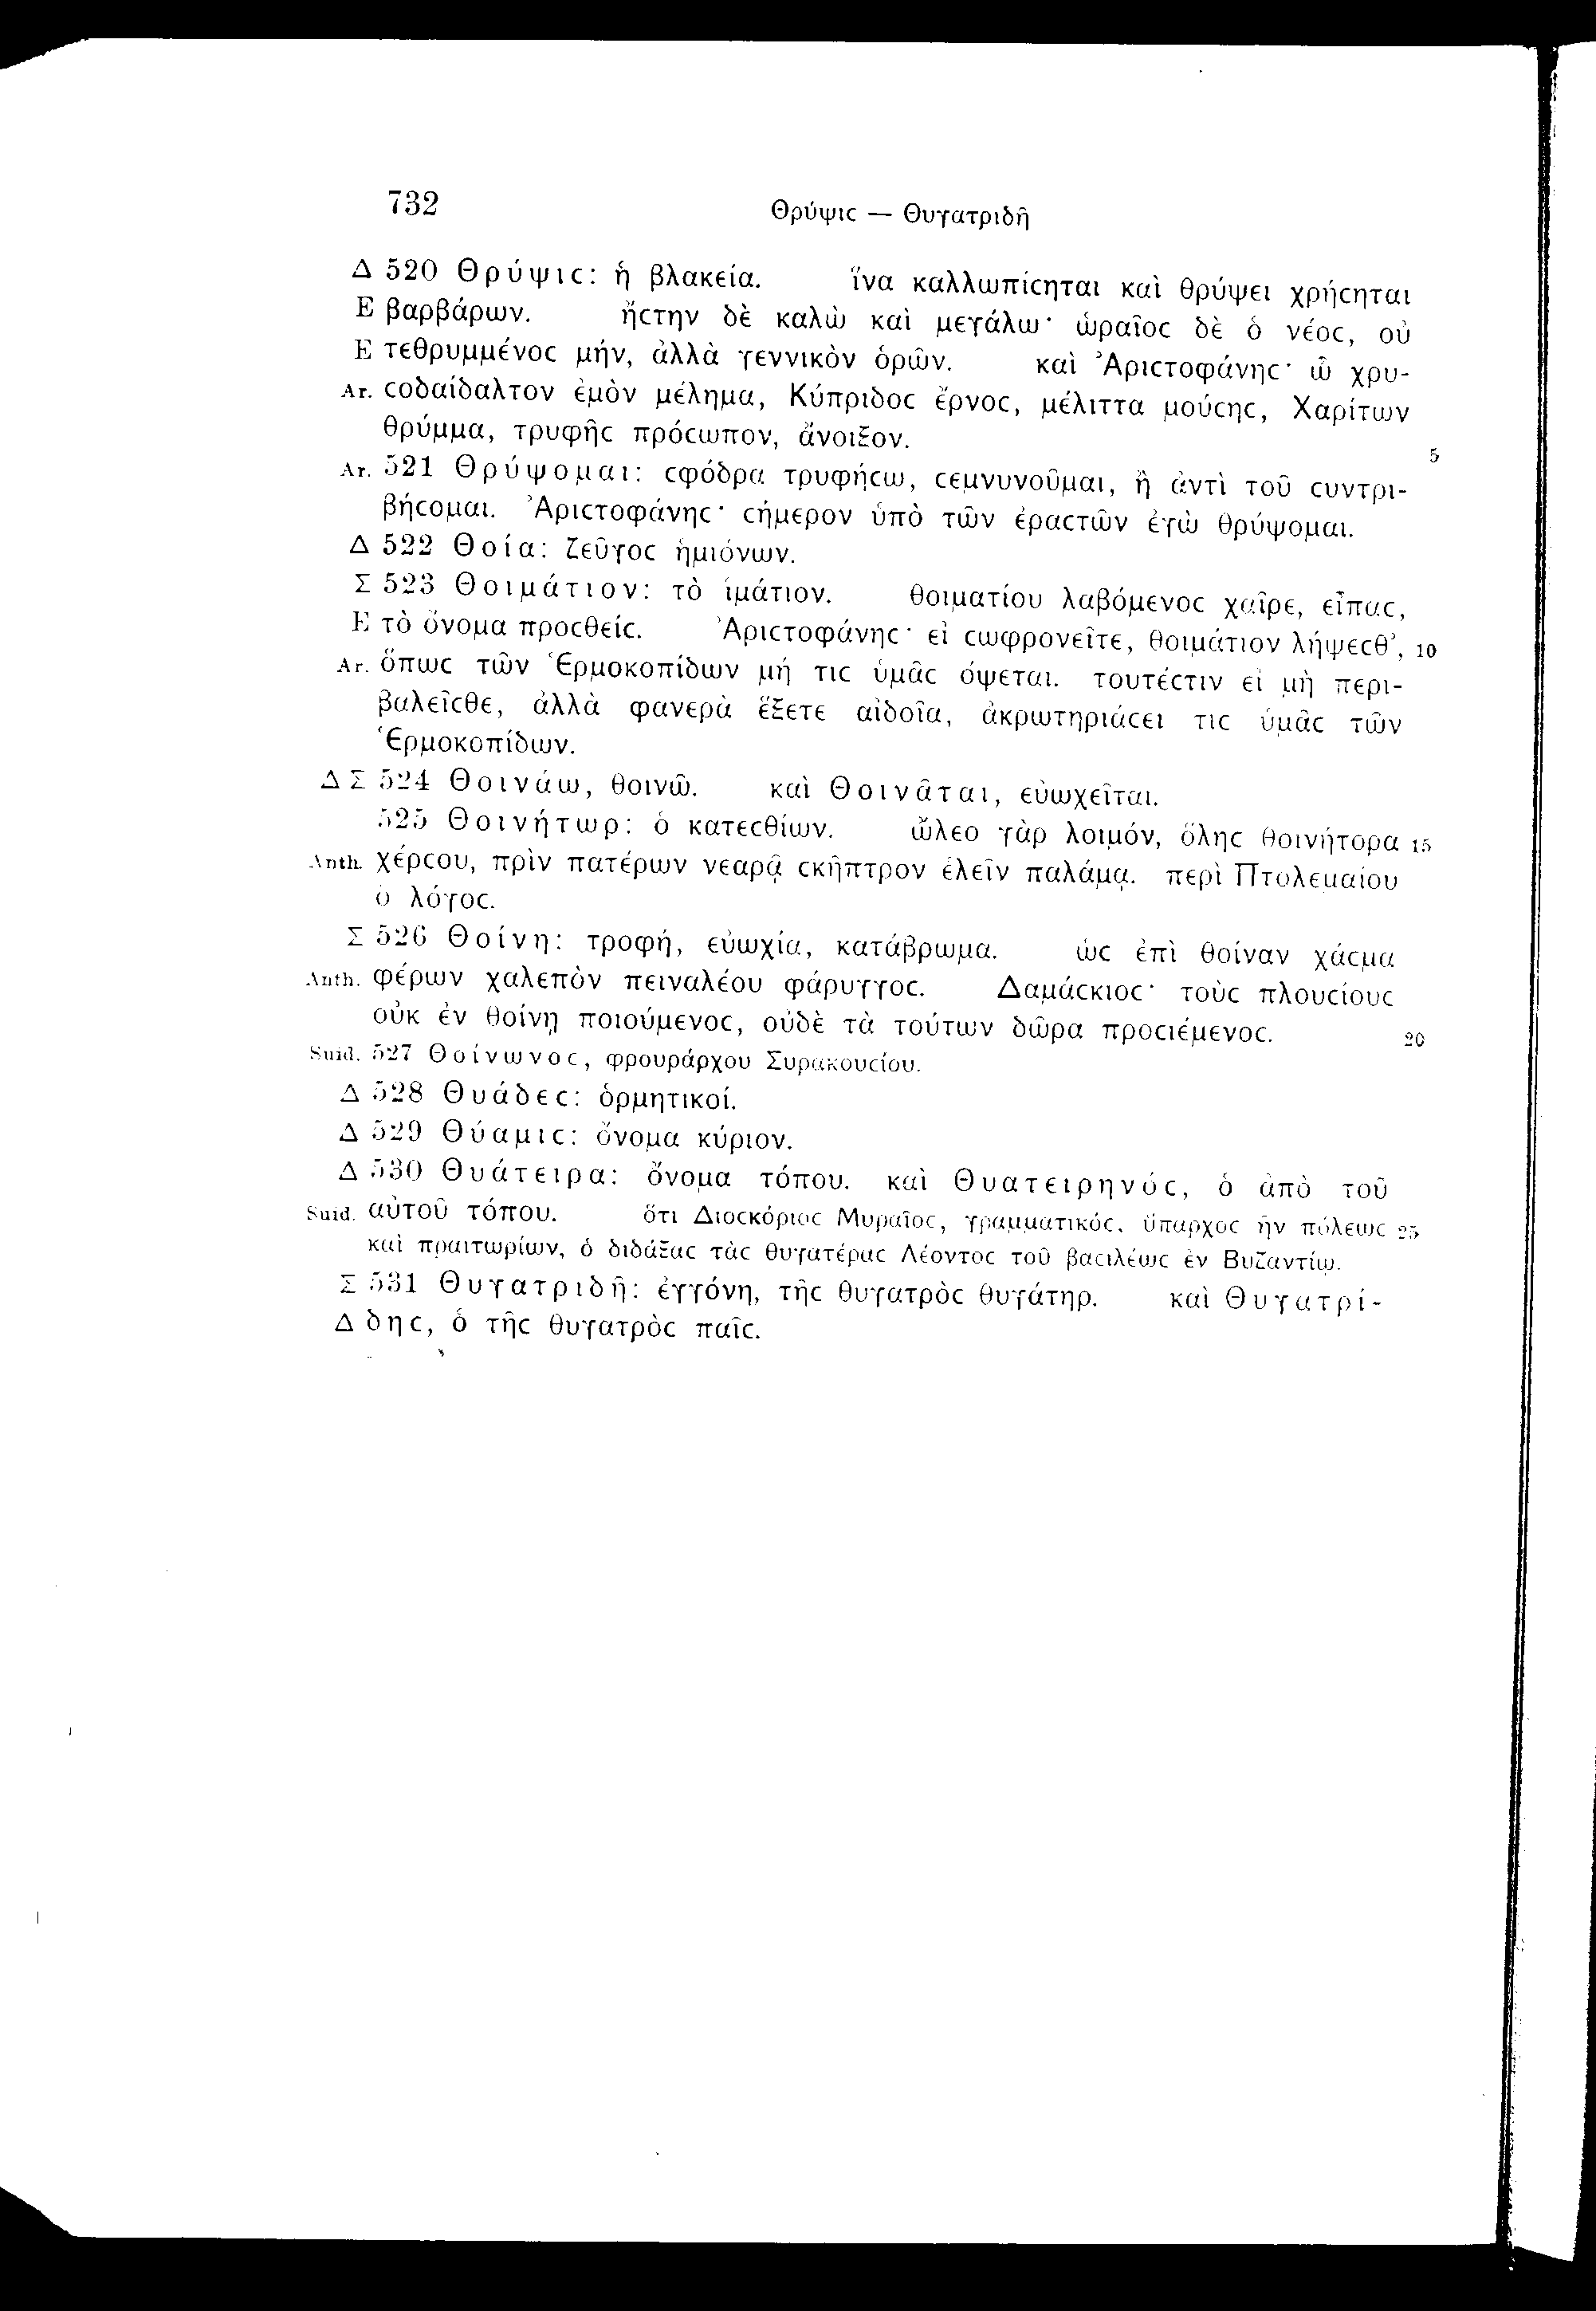 732 Θρύψιϲ — Θυγατριδῆ
Δ 520 Θρύψιϲ: ἡ βλακεία. ἵνα καλλωπίϲηται καὶ θρύψει χρήϲηται
Ε βαρβάρων. ἤϲτην δὲ καλὼ καὶ μεγάλω· ὡραῖοϲ δὲ ὁ νέοϲ, οὐ
Ε τεθρυμμένοϲ μήν, ἀλλὰ γεννικὸν ὁρῶν. καὶ Ἀριϲτοφάνηϲ· ὦ χρυ-
Ar. ϲοδαίδαλτον ἐμὸν μέλημα, Κύπριδοϲ ἔρνοϲ, μέλιττα μούϲηϲ, Χαρίτων
θρύμμα, τρυφῆϲ πρόϲωπον, ἄνοιξον. 5
Ar. 521 Θρύψομαι: ϲφόδρα τρυφήϲω, ϲεμνυνοῦμαι, ἢ ἀντὶ τοῦ ϲυντρι-
βήϲομαι. Ἀριϲτοφάνηϲ· ϲήμερον ὑπὸ τῶν ἐραϲτῶν ἐγὼ θρύψομαι.
Δ 522 Θοία: ζεῦγοϲ ἡμιόνων.
Σ 523 Θοιμάτιον: τὸ ἱμάτιον. θοιματίου λαβόμενοϲ χαῖρε, εἶπαϲ,
Ε τὸ ὄνομα προϲθείϲ. Ἀριϲτοφάνηϲ· εἰ ϲωφρονεῖτε, θοιμάτιον λήψεϲθ’, 10
Ar. ὅπωϲ τῶν Ἑρμοκοπίδων μή τιϲ ὑμᾶϲ ὄψεται. τουτέϲτιν εἰ μὴ περι-
βαλεῖϲθε, ἀλλὰ φανερὰ ἕξετε αἰδοῖα, ἀκρωτηριάϲει τιϲ ὑμᾶϲ τῶν
Ἑρμοκοπίδων.
Δ Σ 524 Θοινάω, θοινῶ. καὶ Θοινᾶται, εὐωχεῖται.
525 Θοινήτωρ: ὁ κατεϲθίων. ὤλεο γὰρ λοιμόν, ὅληϲ θοινήτορα 15
Anth. χέρϲου, πρὶν πατέρων νεαρᾷ ϲκῆπτρον ἑλεῖν παλάμᾳ. περὶ Πτολεμαίου
ὁ λόγοϲ.
Σ 526 Θοίνη: τροφή, εὐωχία, κατάβρωμα. ὡϲ ἐπὶ θοίναν χάϲμα
Anth. φέρων χαλεπὸν πειναλέου φάρυγγοϲ. Δαμάϲκιοϲ· τοὺϲ πλουϲίουϲ
οὐκ ἐν θοίνῃ ποιούμενοϲ, οὐδὲ τὰ τούτων δῶρα προϲιέμενοϲ. 20
Suid. 527 Θοίνωνοϲ, φρουράρχου Συρακουϲίου.
Δ 528 Θυάδεϲ: ὁρμητικοί.
Δ 529 Θύαμιϲ: ὄνομα κύριον.
Δ 530 Θυάτειρα: ὄνομα τόπου. καὶ Θυατειρηνόϲ, ὁ ἀπὸ τοῦ
Suid. αὐτοῦ τόπου. ὅτι Διοϲκόριοϲ Μυραῖοϲ, γραμματικόϲ, ὕπαρχοϲ ἦν πόλεωϲ 25
καὶ πραιτωρίων, ὁ διδάξαϲ τὰϲ θυγατέραϲ Λέοντοϲ τοῦ βαϲιλέωϲ ἐν Βυζαντίῳ.
Σ 531 Θυγατριδῆ: ἐγγόνη, τῆϲ θυγατρὸϲ θυγάτηρ. καὶ Θυγατρί-
Δ δηϲ, ὁ τῆϲ θυγατρὸϲ παῖϲ.